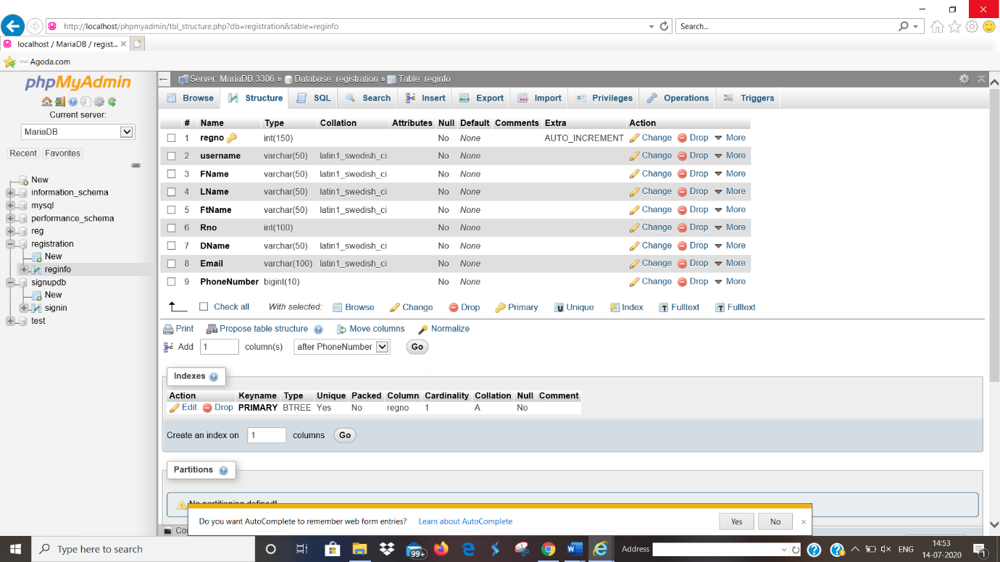 http://localhost/phpmyadmin/tbl_structure.php?db=registration&table=reginfo
Search...
localhost / MariaDB / regist...
Agoda.com
phpMyAdmin
Current server:
MariaDB
Recent Favorites
New
information_schema
mysql
performance_schema
reg
registration
New
reginfo
signupdb
New
signin
test
Server: MariaDB:3306 » Database: registration » Table: reginfo
Browse Structure SQL Search Insert Export Import Privileges Operations Triggers
# Name Type Collation Attributes Null Default Comments Extra Action
1 regno int(150) No None AUTO_INCREMENT Change Drop More
2 username varchar(50) latin1_swedish_ci No None Change Drop More
3 FName varchar(50) latin1_swedish_ci No None Change Drop More
4 LName varchar(50) latin1_swedish_ci No None Change Drop More
5 FtName varchar(50) latin1_swedish_ci No None Change Drop More
6 Rno int(100) No None Change Drop More
7 DName varchar(50) latin1_swedish_ci No None Change Drop More
8 Email varchar(100) latin1_swedish_ci No None Change Drop More
9 PhoneNumber bigint(10) No None Change Drop More
Check all With selected: Browse Change Drop Primary Unique Index Fulltext Fulltext
Print Propose table structure Move columns Normalize
Add 1 column(s) after PhoneNumber Go
Indexes
Action Keyname Type Unique Packed Column Cardinality Collation Null Comment
Edit Drop PRIMARY BTREE Yes No regno 1 A No
Create an index on 1 columns Go
Partitions
No partitioning defined!
Do you want AutoComplete to remember web form entries? Learn about AutoComplete Yes No
Type here to search
99+
Address
ENG
14:53
14-07-2020
1